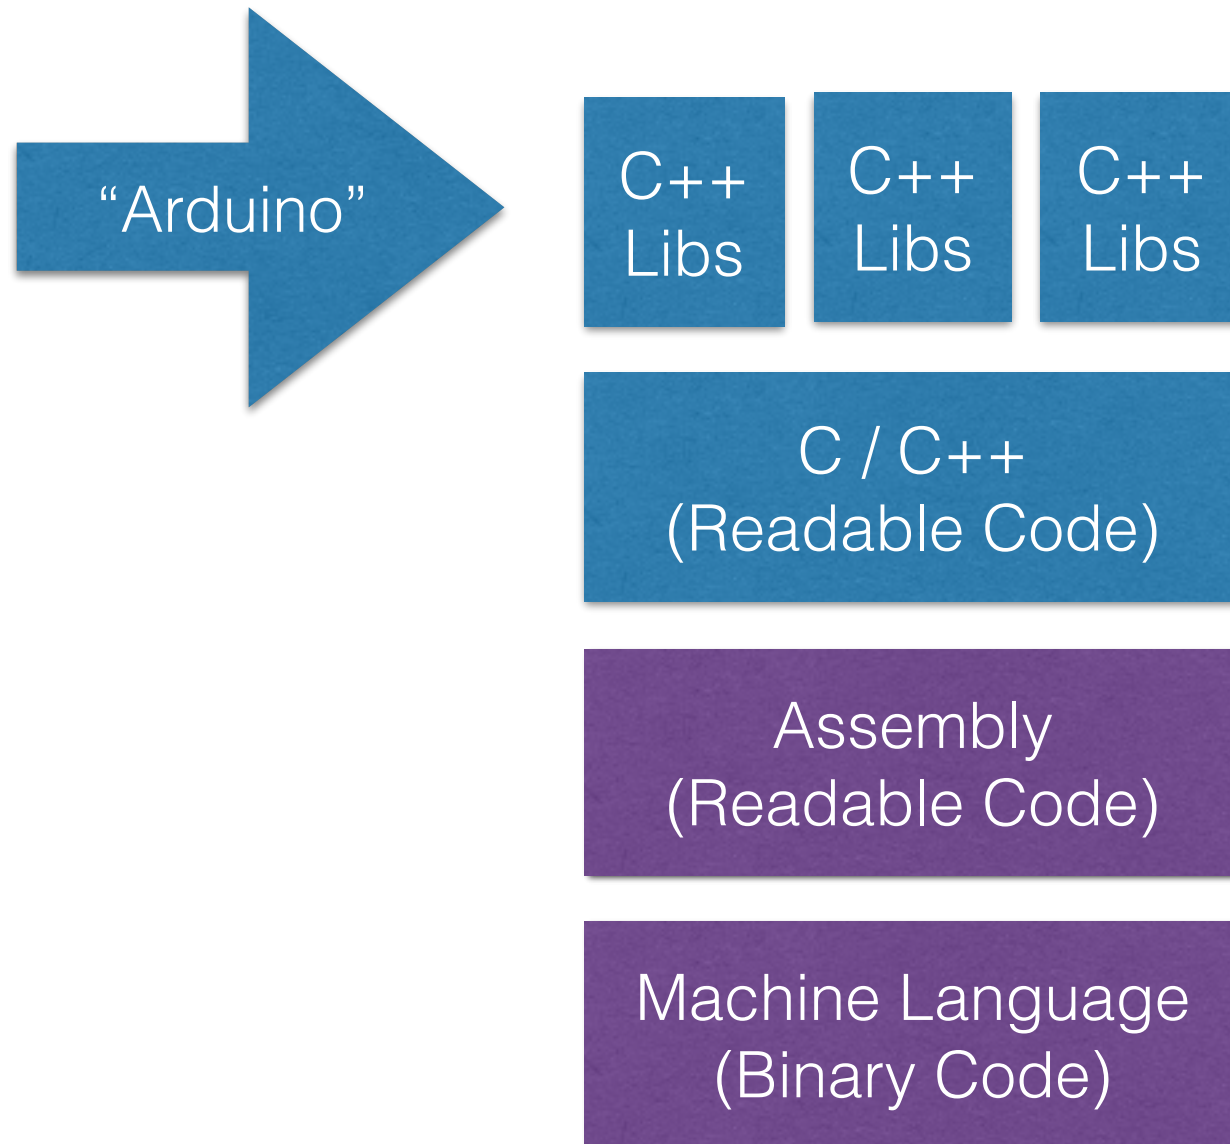 “Arduino”
C++
Libs
C++
Libs
C++
Libs
C / C++
(Readable Code)
Assembly
(Readable Code)
Machine Language
(Binary Code)